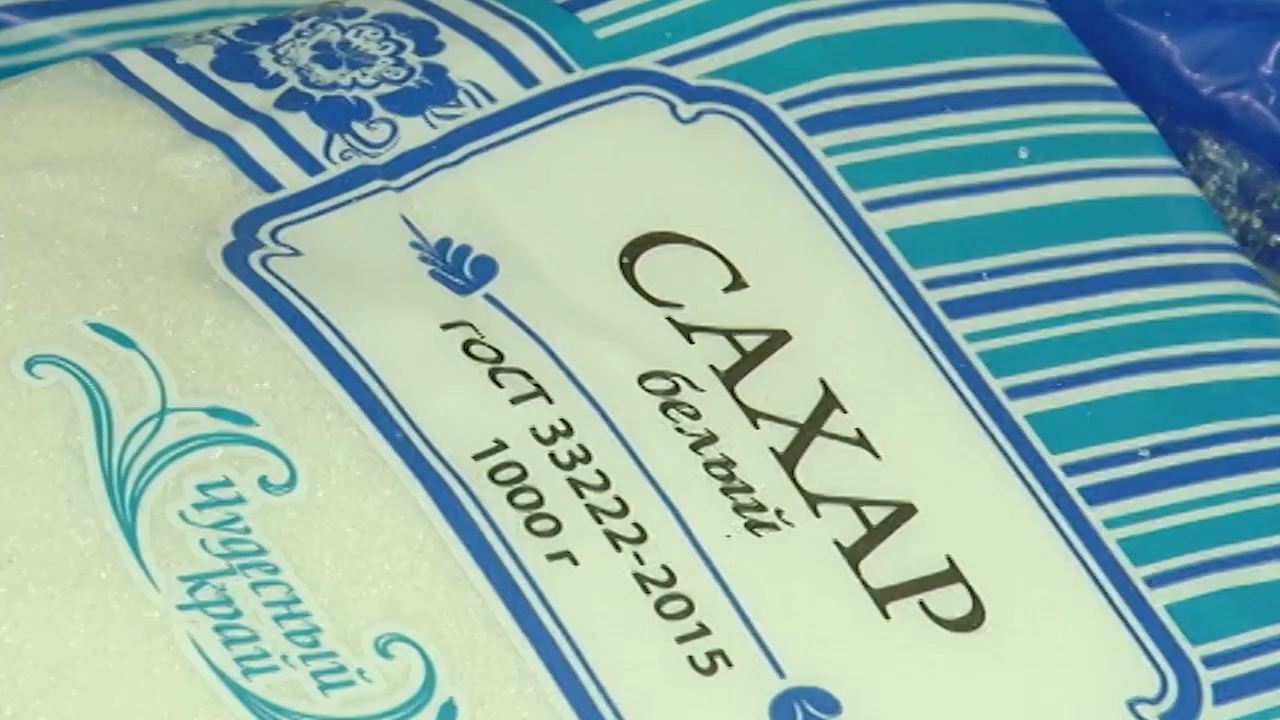 САХАР
белый
ГОСТ 33222-2015
1000 г
Чудесный
край